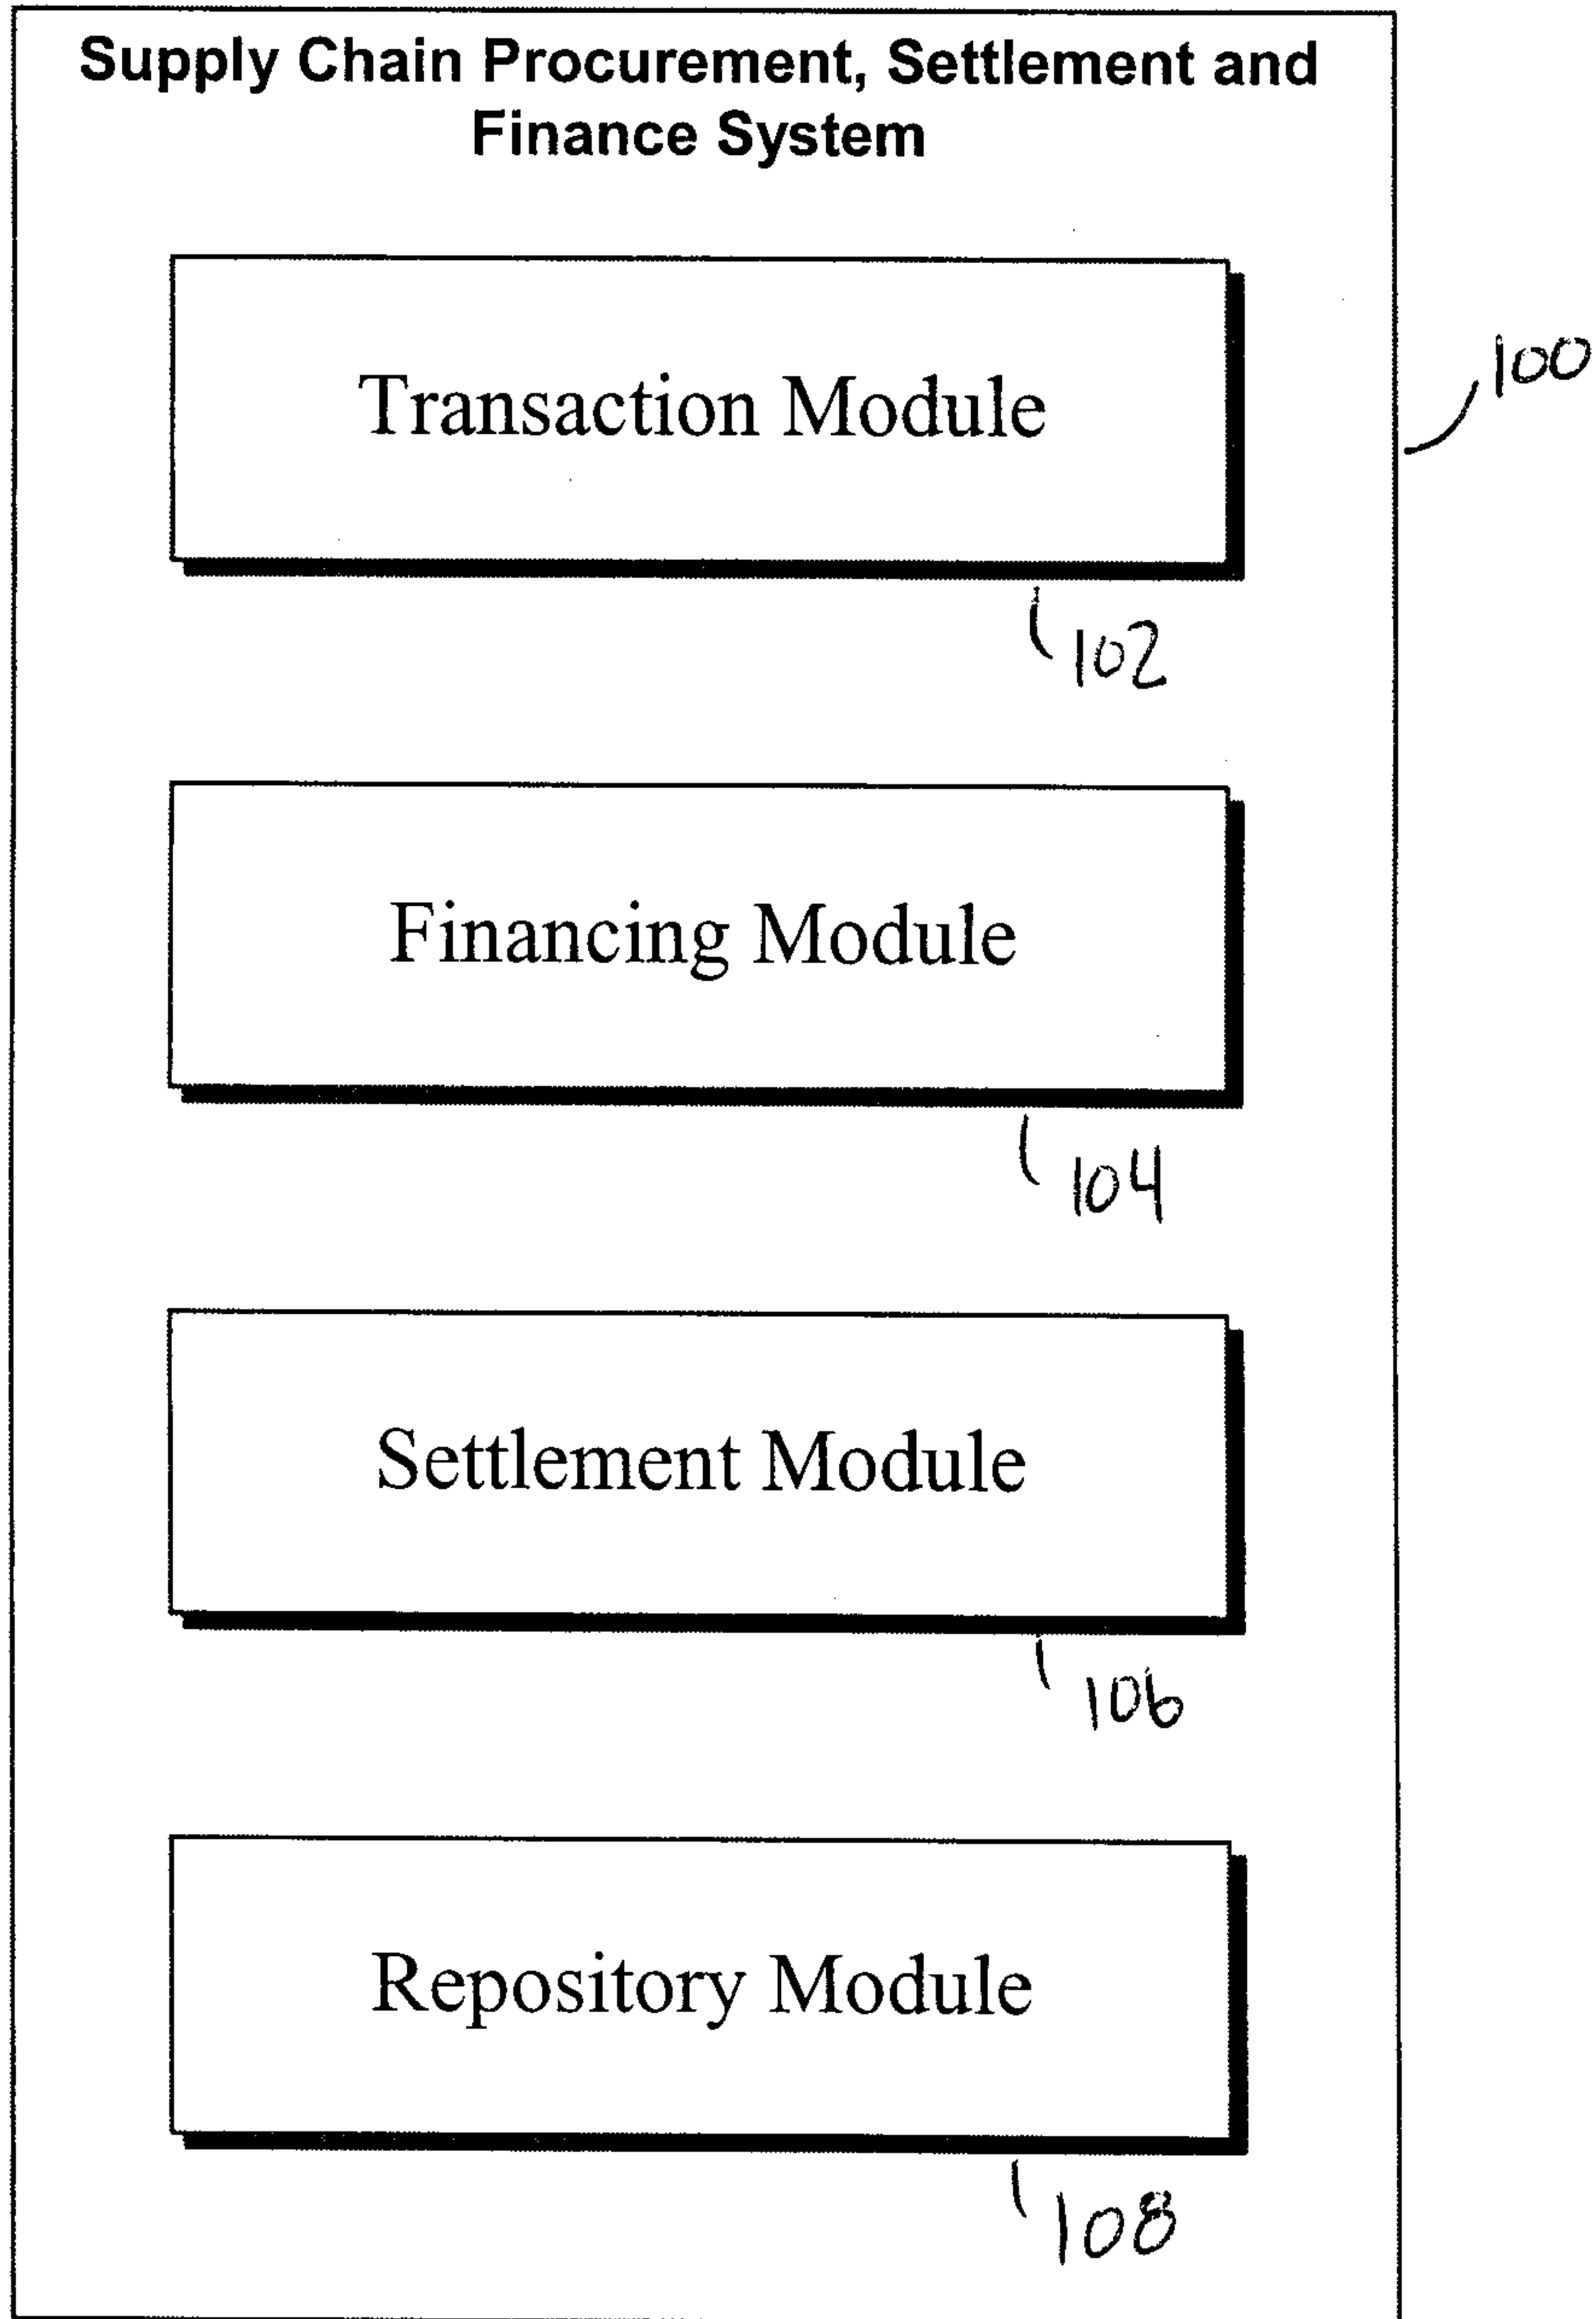 Supply Chain Procurement, Settlement and
Finance System
Transaction Module
100
102
Financing Module
104
Settlement Module
106
Repository Module
108